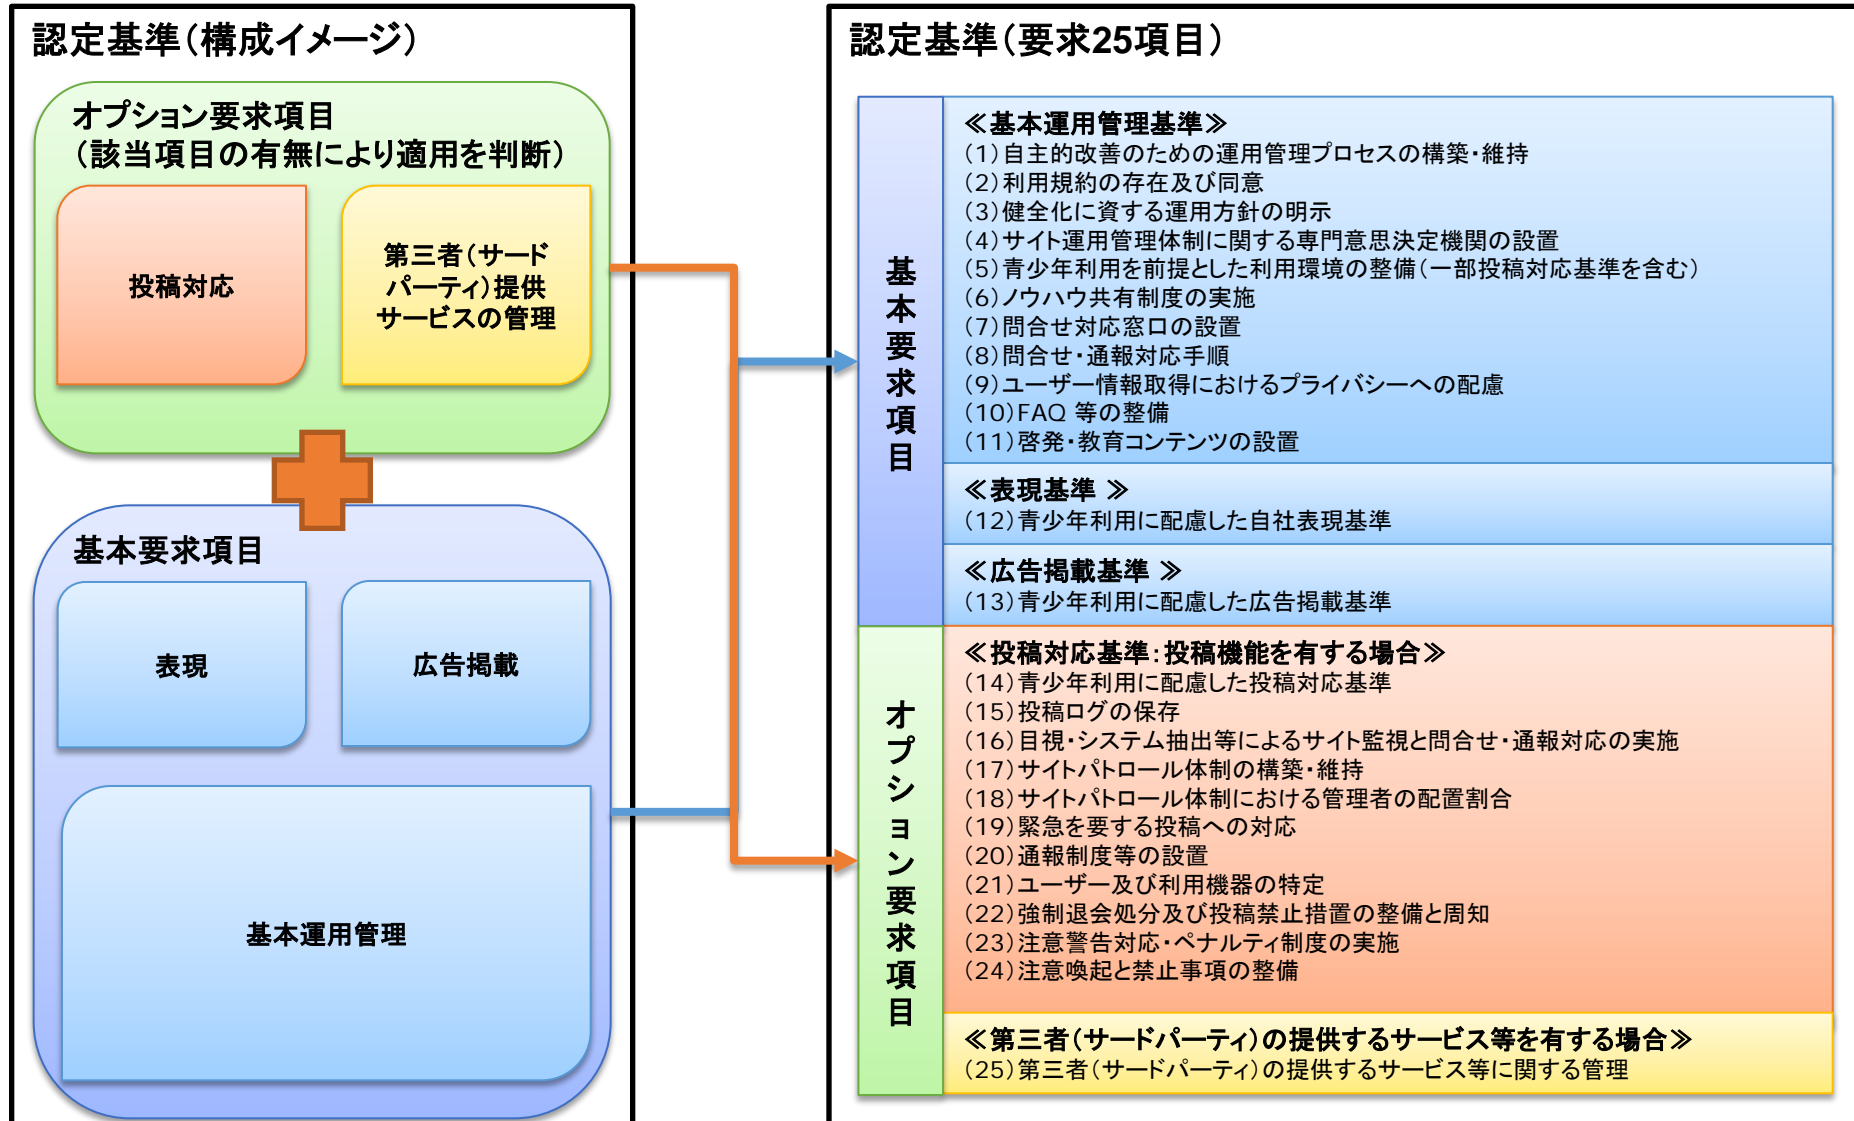 認定基準(構成イメージ)
オプション要求項目
(該当項目の有無により適用を判断)
投稿対応
第三者(サード
パーティ)提供
サービスの管理
基本要求項目
表現
広告掲載
基本運用管理
認定基準(要求25項目)
基本要求項目
≪基本運用管理基準≫
(1)自主的改善のための運用管理プロセスの構築・維持
(2)利用規約の存在及び同意
(3)健全化に資する運用方針の明示
(4)サイト運用管理体制に関する専門意思決定機関の設置
(5)青少年利用を前提とした利用環境の整備(一部投稿対応基準を含む)
(6)ノウハウ共有制度の実施
(7)問合せ対応窓口の設置
(8)問合せ・通報対応手順
(9)ユーザー情報取得におけるプライバシーへの配慮
(10)FAQ 等の整備
(11)啓発・教育コンテンツの設置
≪表現基準 ≫
(12)青少年利用に配慮した自社表現基準
≪広告掲載基準 ≫
(13)青少年利用に配慮した広告掲載基準
オプション要求項目
≪投稿対応基準:投稿機能を有する場合≫
(14)青少年利用に配慮した投稿対応基準
(15)投稿ログの保存
(16)目視・システム抽出等によるサイト監視と問合せ・通報対応の実施
(17)サイトパトロール体制の構築・維持
(18)サイトパトロール体制における管理者の配置割合
(19)緊急を要する投稿への対応
(20)通報制度等の設置
(21)ユーザー及び利用機器の特定
(22)強制退会処分及び投稿禁止措置の整備と周知
(23)注意警告対応・ペナルティ制度の実施
(24)注意喚起と禁止事項の整備
≪第三者(サードパーティ)の提供するサービス等を有する場合≫
(25)第三者(サードパーティ)の提供するサービス等に関する管理